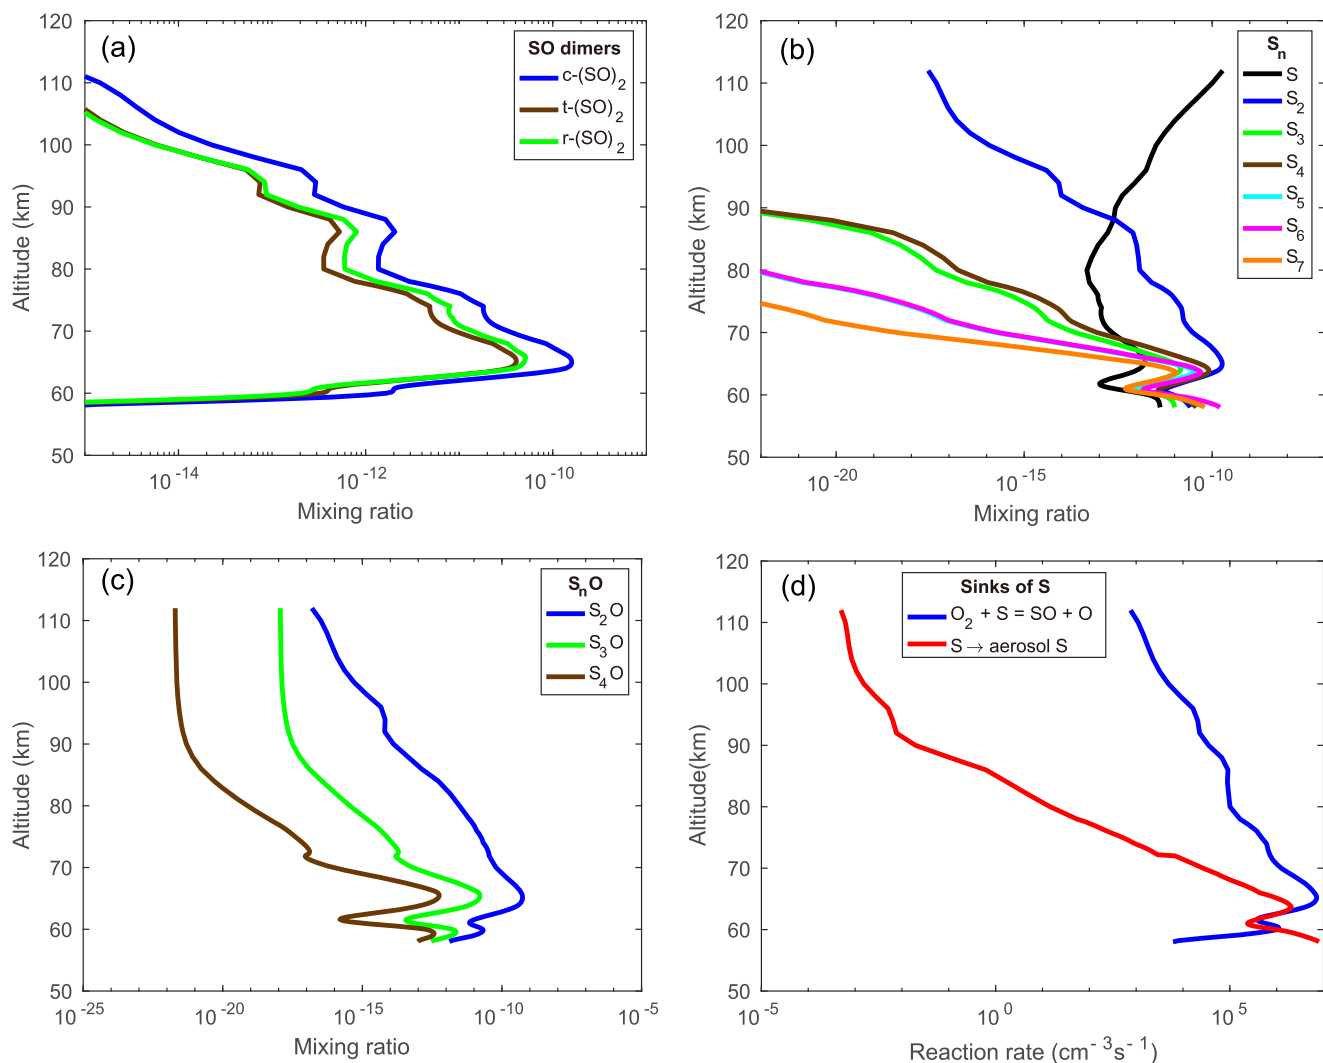 (a)
SO dimers
c-(SO)2
t-(SO)2
r-(SO)2
120
110
100
90
80
70
60
50
Altitude (km)
10-14
10-12
10-10
Mixing ratio
(b)
Sn
S
S2
S3
S4
S5
S6
S7
120
110
100
90
80
70
60
50
Altitude (km)
10-20
10-15
10-10
Mixing ratio
(c)
SnO
S2O
S3O
S4O
120
110
100
90
80
70
60
50
Altitude (km)
10-25
10-20
10-15
10-10
10-5
Mixing ratio
(d)
Sinks of S
O2 + S = SO + O
S → aerosol S
120
110
100
90
80
70
60
50
Altitude(km)
10-5
100
105
Reaction rate (cm-3s-1)